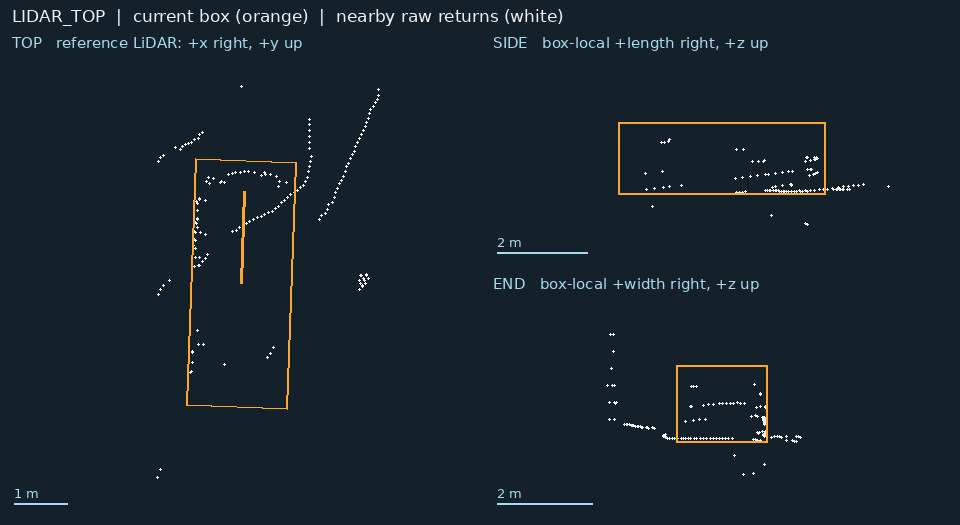 LIDAR_TOP | current box (orange) | nearby raw returns (white)
TOP reference LiDAR: +x right, +y up
SIDE box-local +length right, +z up
2 m
END box-local +width right, +z up
1 m
2 m